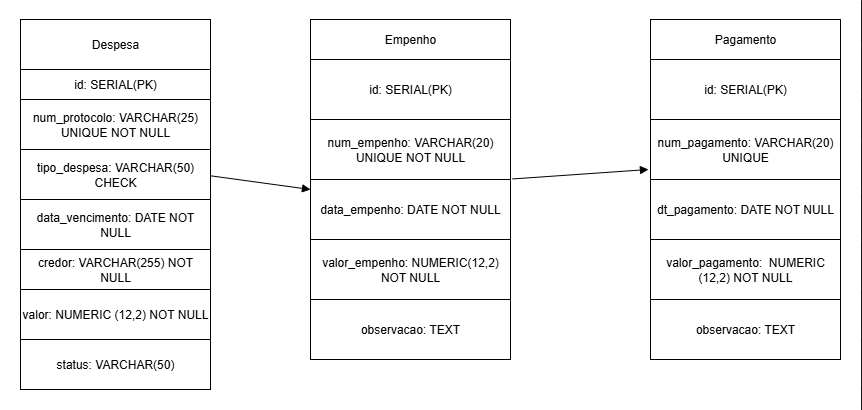 Despesa
id: SERIAL(PK)
num_protocolo: VARCHAR(25)
UNIQUE NOT NULL
tipo_despesa: VARCHAR(50)
CHECK
data_vencimento: DATE NOT
NULL
credor: VARCHAR(255) NOT
NULL
valor: NUMERIC (12,2) NOT NULL
status: VARCHAR(50)
Empenho
id: SERIAL(PK)
num_empenho: VARCHAR(20)
UNIQUE NOT NULL
data_empenho: DATE NOT NULL
valor_empenho: NUMERIC(12,2)
NOT NULL
observacao: TEXT
Pagamento
id: SERIAL(PK)
num_pagamento: VARCHAR(20)
UNIQUE
dt_pagamento: DATE NOT NULL
valor_pagamento: NUMERIC
(12,2) NOT NULL
observacao: TEXT